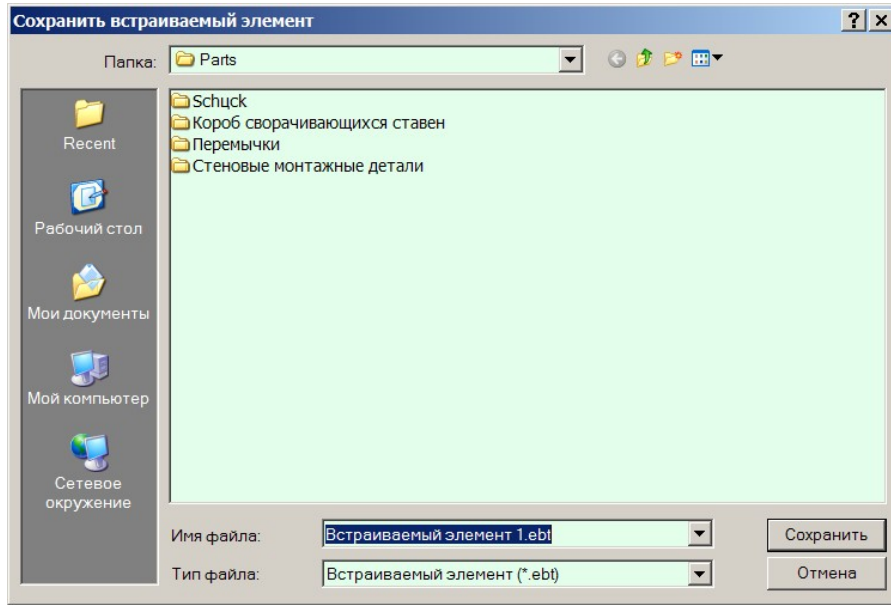 Сохранить встраиваемый элемент
Папка: Parts
Schцck
Короб сворачивающихся ставен
Перемычки
Стеновые монтажные детали
Recent
Рабочий стол
Мои документы
Мой компьютер
Сетевое
окружение
Имя файла: Встраиваемый элемент 1.ebt Сохранить
Тип файла: Встраиваемый элемент (*.ebt) Отмена